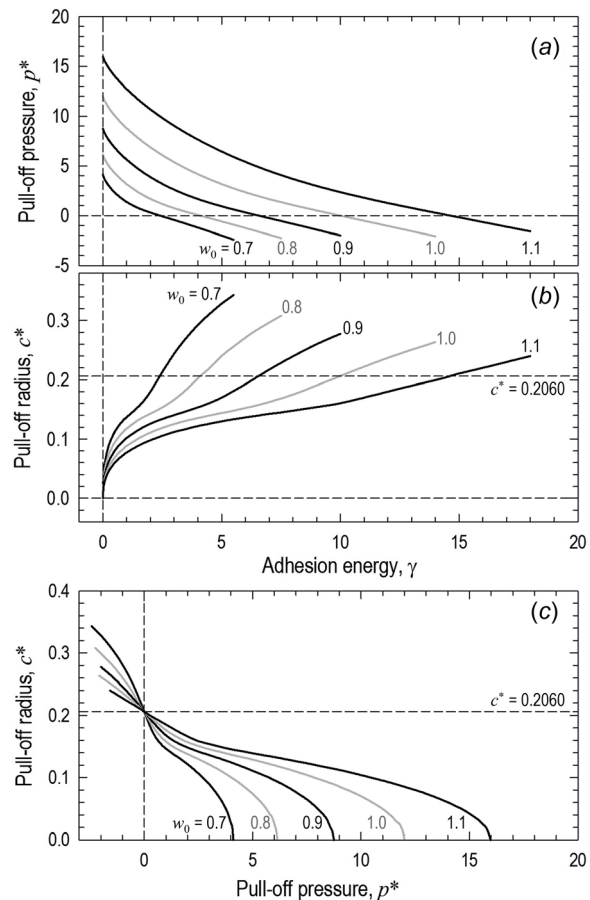 (a)
20
15
10
5
0
-5
Pull-off pressure, p*
w₀ = 0.7
0.8
0.9
1.0
1.1
(b)
0.3
0.2
0.1
0.0
Pull-off radius, c*
w₀ = 0.7
0.8
0.9
1.0
1.1
c* = 0.2060
0 5 10 15 20
Adhesion energy, γ
(c)
0.4
0.3
0.2
0.1
0.0
Pull-off radius, c*
c* = 0.2060
w₀ = 0.7 0.8 0.9 1.0 1.1
0 5 10 15 20
Pull-off pressure, p*